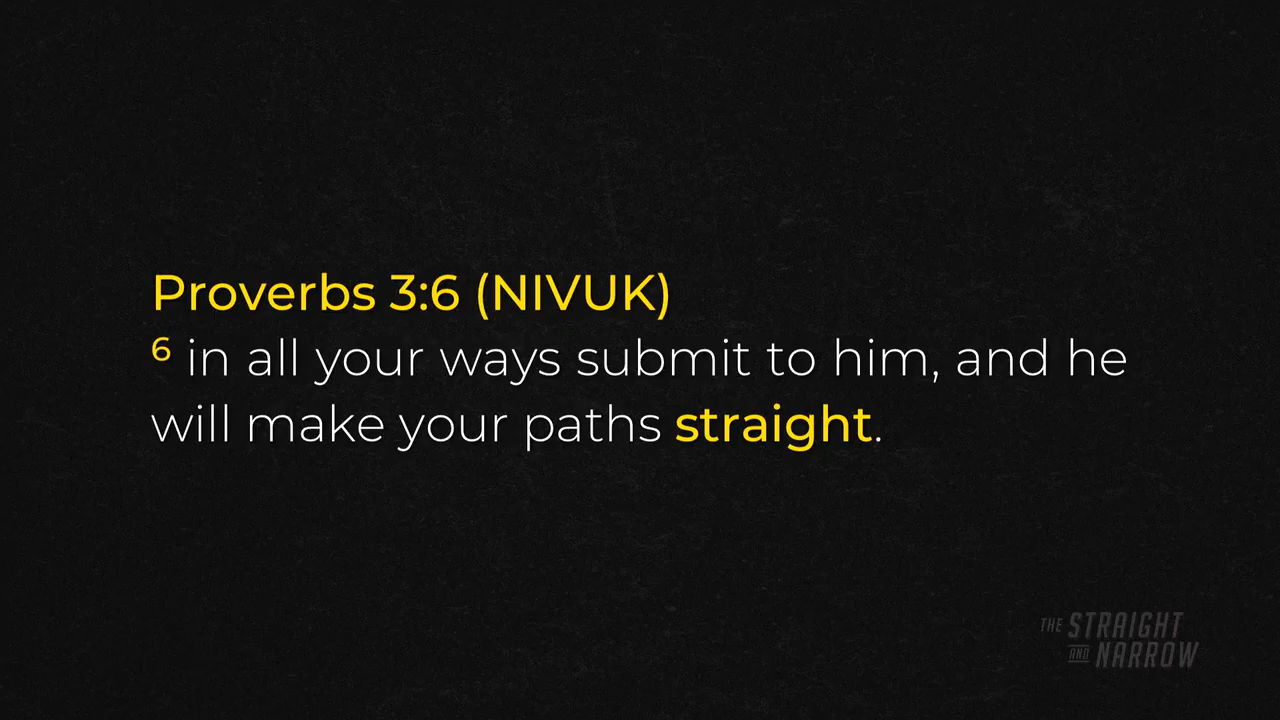 Proverbs 3:6 (NIVUK)
6 in all your ways submit to him, and he
will make your paths straight.
THE STRAIGHT
AND NARROW